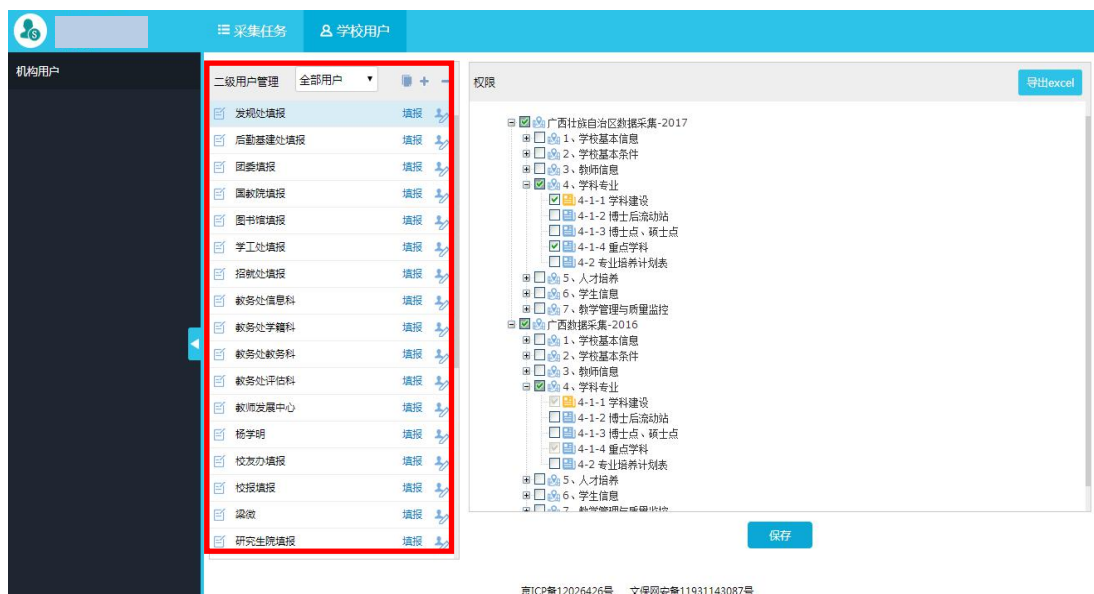 采集任务 学校用户
机构用户
二级用户管理 全部用户
发规处填报 填报
后勤基建处填报 填报
团委填报 填报
国教院填报 填报
图书馆填报 填报
学工处填报 填报
招就处填报 填报
教务处信息科 填报
教务处学籍科 填报
教务处教务科 填报
教务处评估科 填报
教师发展中心 填报
杨学明 填报
校友办填报 填报
校报填报 填报
梁微 填报
研究生院填报 填报
权限 导出excel
广西壮族自治区数据采集-2017
1、学校基本信息
2、学校基本条件
3、教师信息
4、学科专业
4-1-1 学科建设
4-1-2 博士后流动站
4-1-3 博士点、硕士点
4-1-4 重点学科
4-2 专业培养计划表
5、人才培养
6、学生信息
7、教学管理与质量监控
广西数据采集-2016
1、学校基本信息
2、学校基本条件
3、教师信息
4、学科专业
4-1-1 学科建设
4-1-2 博士后流动站
4-1-3 博士点、硕士点
4-1-4 重点学科
4-2 专业培养计划表
5、人才培养
6、学生信息
7、教学管理与质量监控
保存
京ICP备12026426号 文保网安备11931143087号